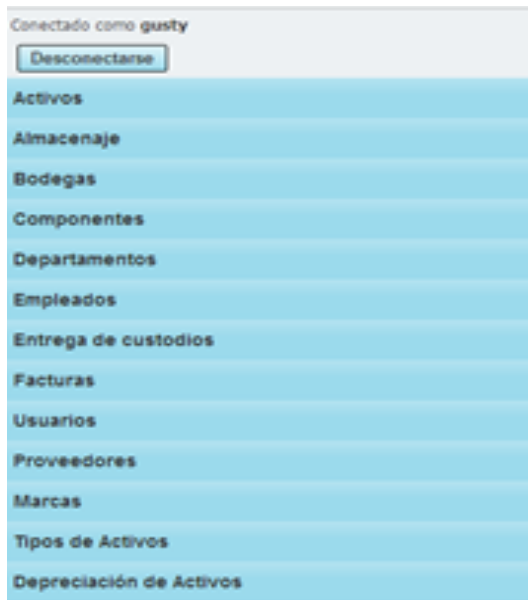 Conectado como gusty
Desconectarse
Activos
Almacenaje
Bodegas
Componentes
Departamentos
Empleados
Entrega de custodios
Facturas
Usuarios
Proveedores
Marcas
Tipos de Activos
Depreciación de Activos